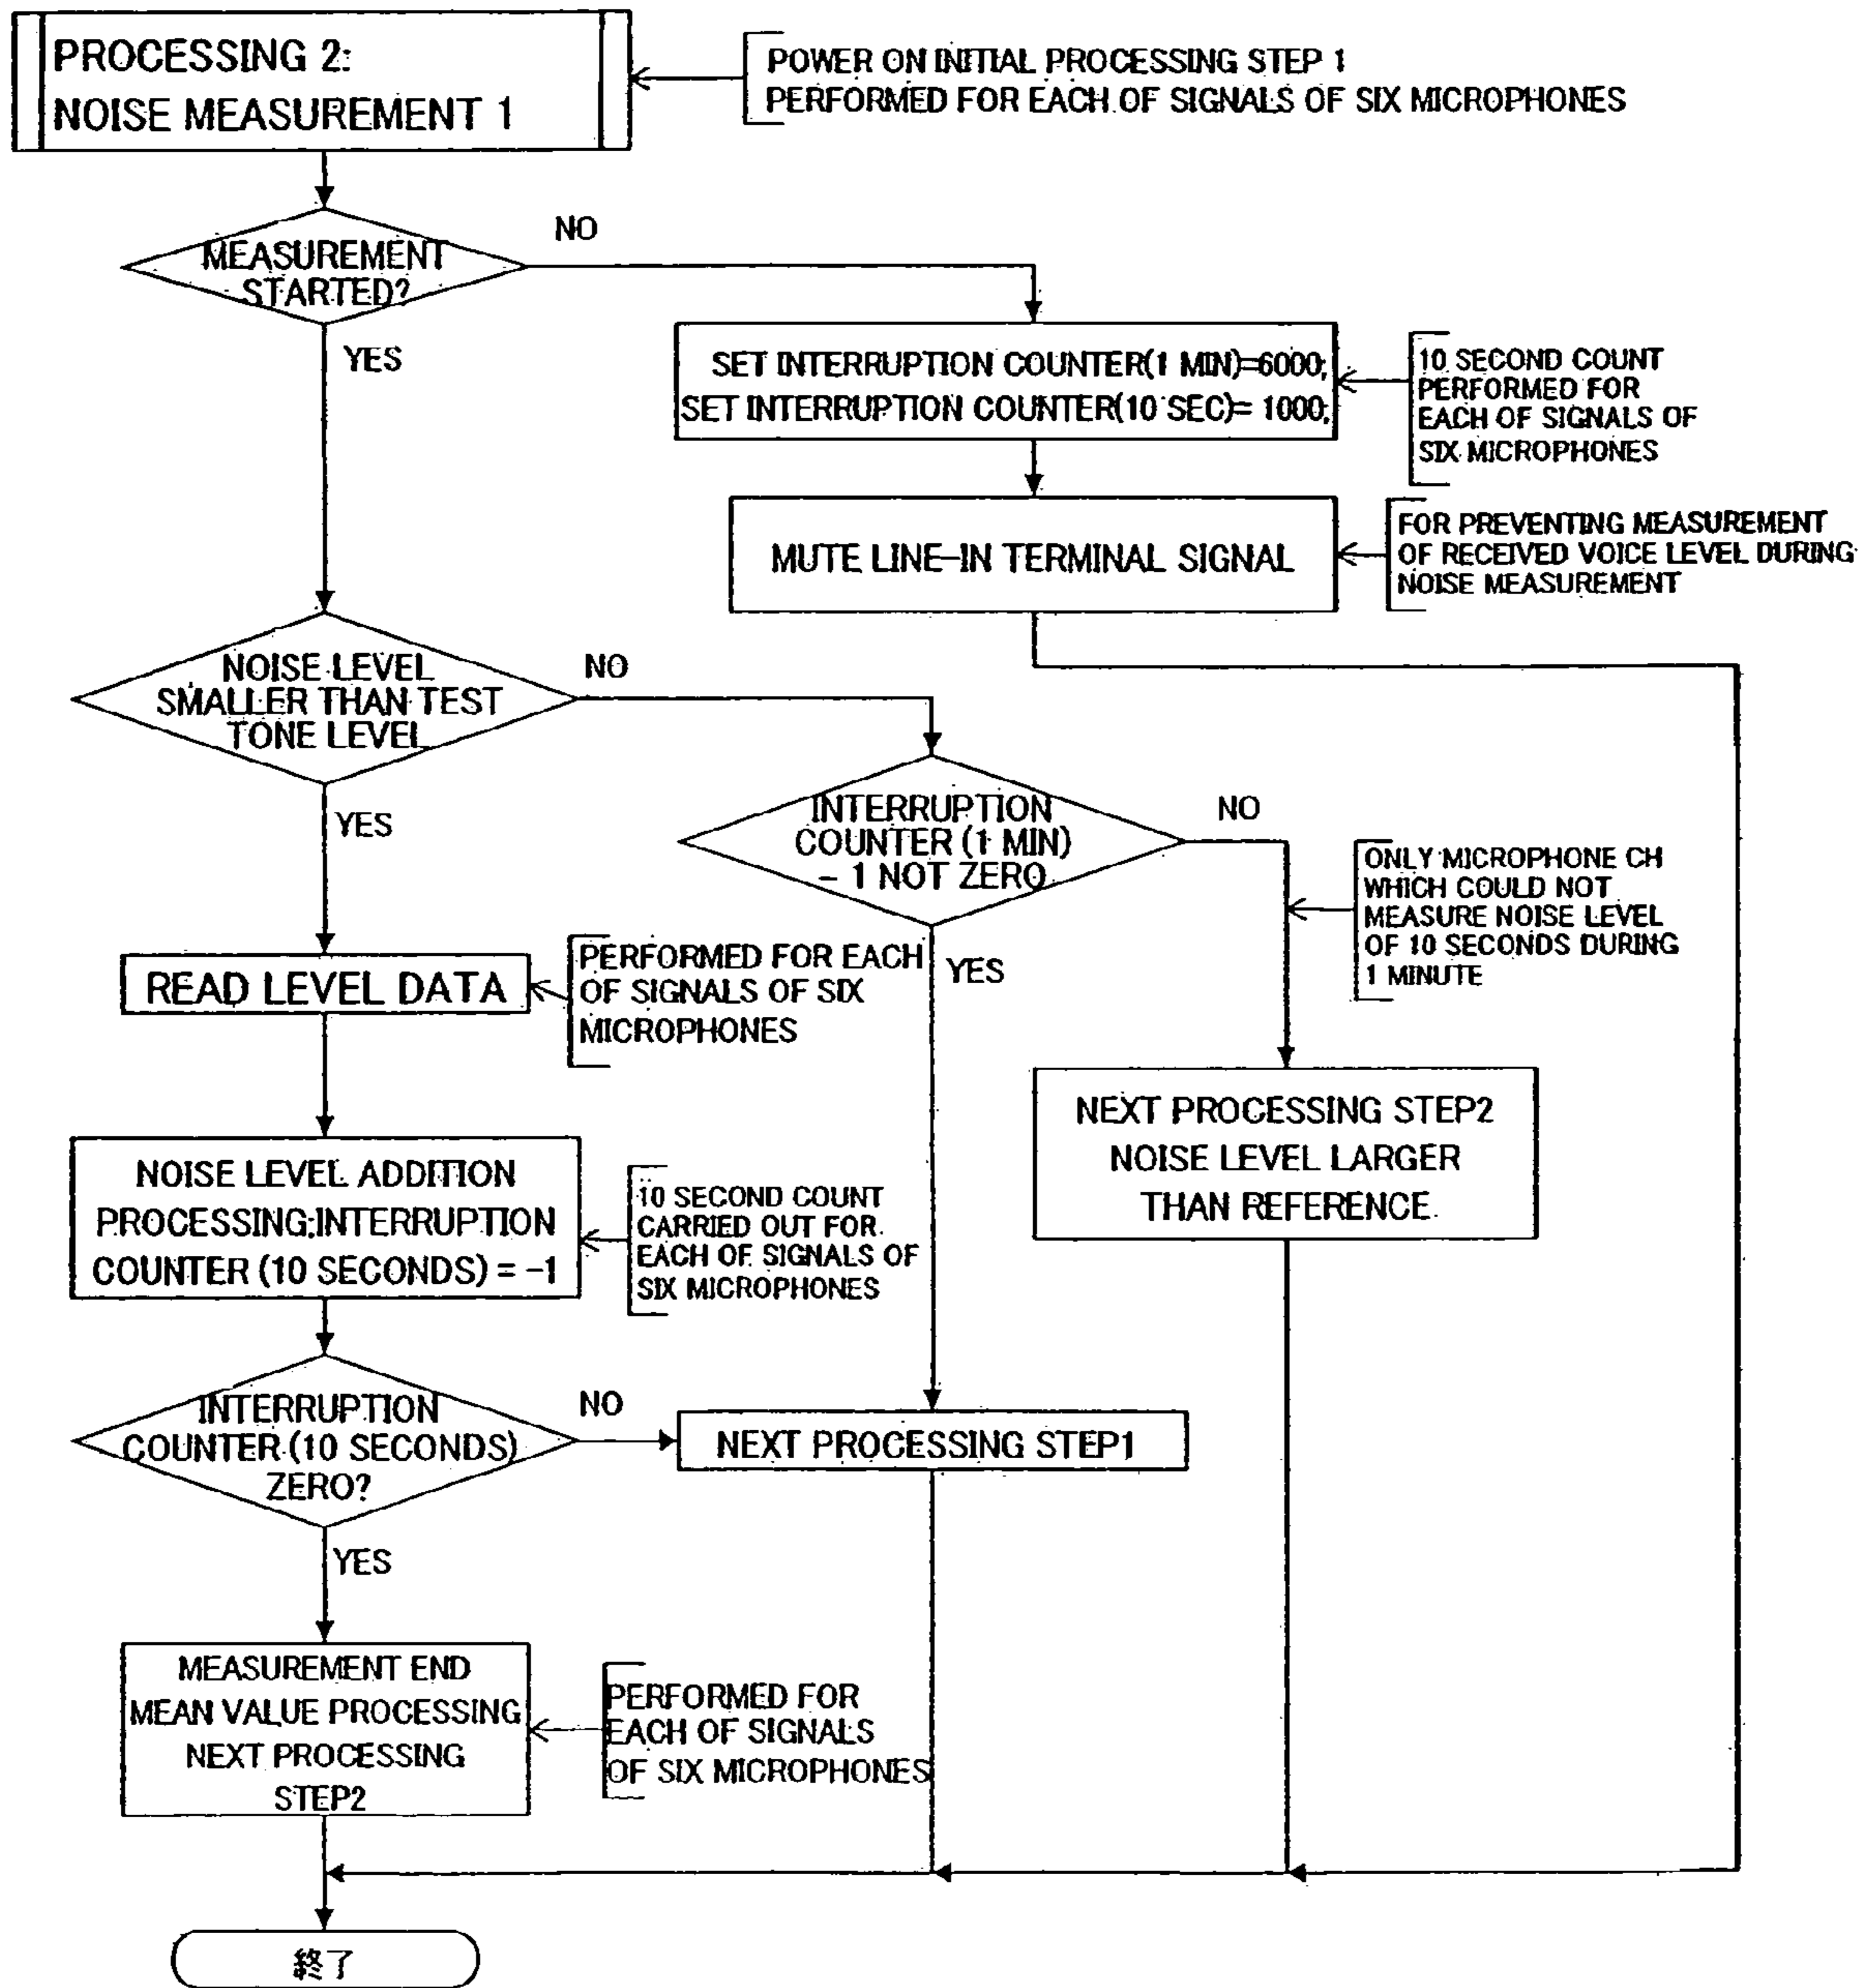 PROCESSING 2:
NOISE MEASUREMENT 1
POWER ON INITIAL PROCESSING STEP 1
PERFORMED FOR EACH OF SIGNALS OF SIX MICROPHONES
MEASUREMENT
STARTED?
NO
YES
SET INTERRUPTION COUNTER(1 MIN)=6000;
SET INTERRUPTION COUNTER(10 SEC)= 1000;
10 SECOND COUNT
PERFORMED FOR
EACH OF SIGNALS OF
SIX MICROPHONES
MUTE LINE-IN TERMINAL SIGNAL
FOR PREVENTING MEASUREMENT
OF RECEIVED VOICE LEVEL DURING
NOISE MEASUREMENT
NOISE LEVEL
SMALLER THAN TEST
TONE LEVEL
NO
YES
INTERRUPTION
COUNTER (1 MIN)
- 1 NOT ZERO
NO
YES
ONLY MICROPHONE CH
WHICH COULD NOT
MEASURE NOISE LEVEL
OF 10 SECONDS DURING
1 MINUTE
READ LEVEL DATA
PERFORMED FOR EACH
OF SIGNALS OF SIX
MICROPHONES
NEXT PROCESSING STEP2
NOISE LEVEL LARGER
THAN REFERENCE
NOISE LEVEL ADDITION
PROCESSING:INTERRUPTION
COUNTER (10 SECONDS) = -1
10 SECOND COUNT
CARRIED OUT FOR
EACH OF SIGNALS OF
SIX MICROPHONES
INTERRUPTION
COUNTER (10 SECONDS)
ZERO?
NO
YES
NEXT PROCESSING STEP1
MEASUREMENT END
MEAN VALUE PROCESSING
NEXT PROCESSING
STEP2
PERFORMED FOR
EACH OF SIGNALS
OF SIX MICROPHONES
終了